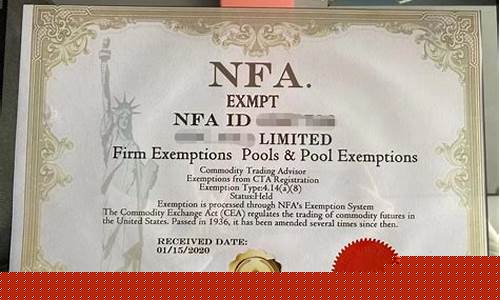 NFA.
EXMPT
NFA ID
LIMITED
Firm Exemptions Pools & Pool Exemptions
Commodity Trading Advisor
Exemptions from CTA Registration
Exemption Type:4.14(a)(8)
Status:Held
Exemption is processed through NFA's Exemption System
The Commodity Exchange Act (CEA) regulates the trading of commodity futures in
the United States. Passed in 1936, it has been amended several times since then.
RECEIVED DATE:
01/15/2020